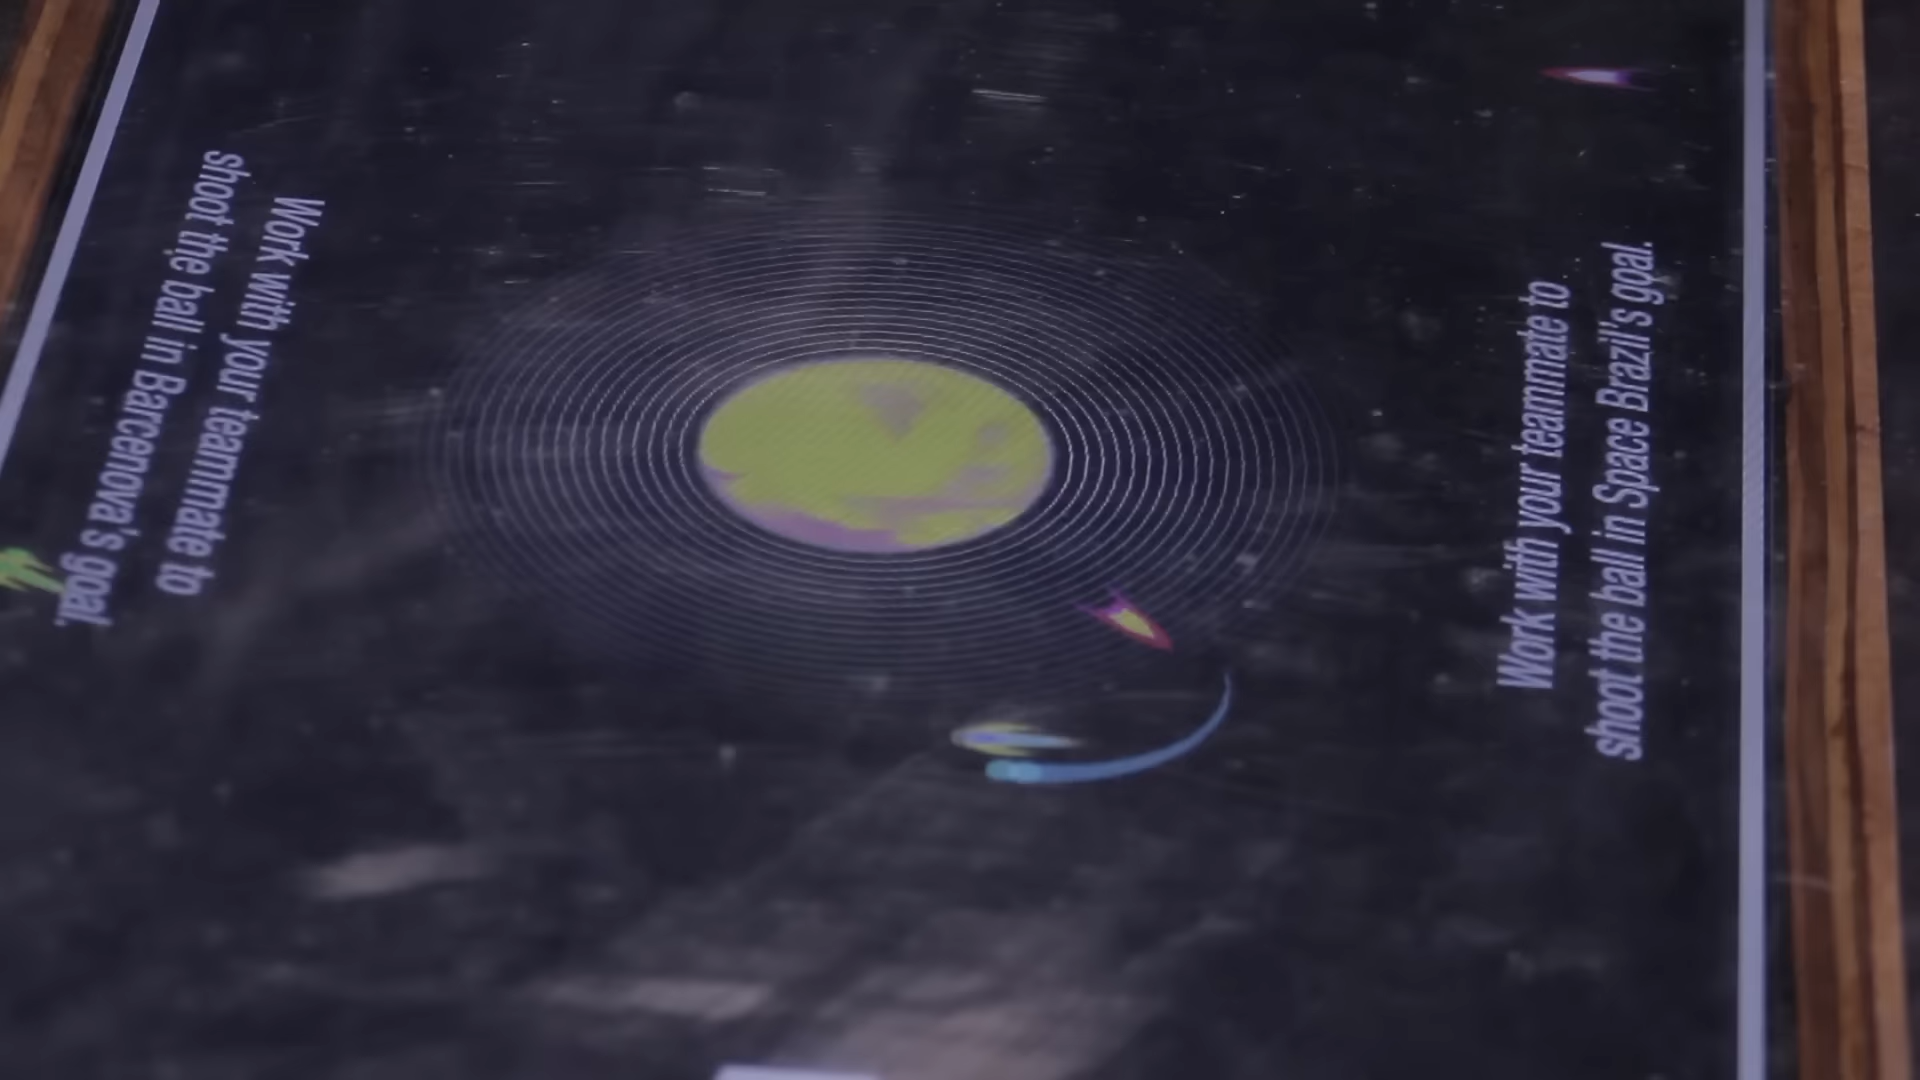 Work with your teammate to
shoot the ball in Barcenova's goal.
Work with your teammate to
shoot the ball in Space Brazil's goal.